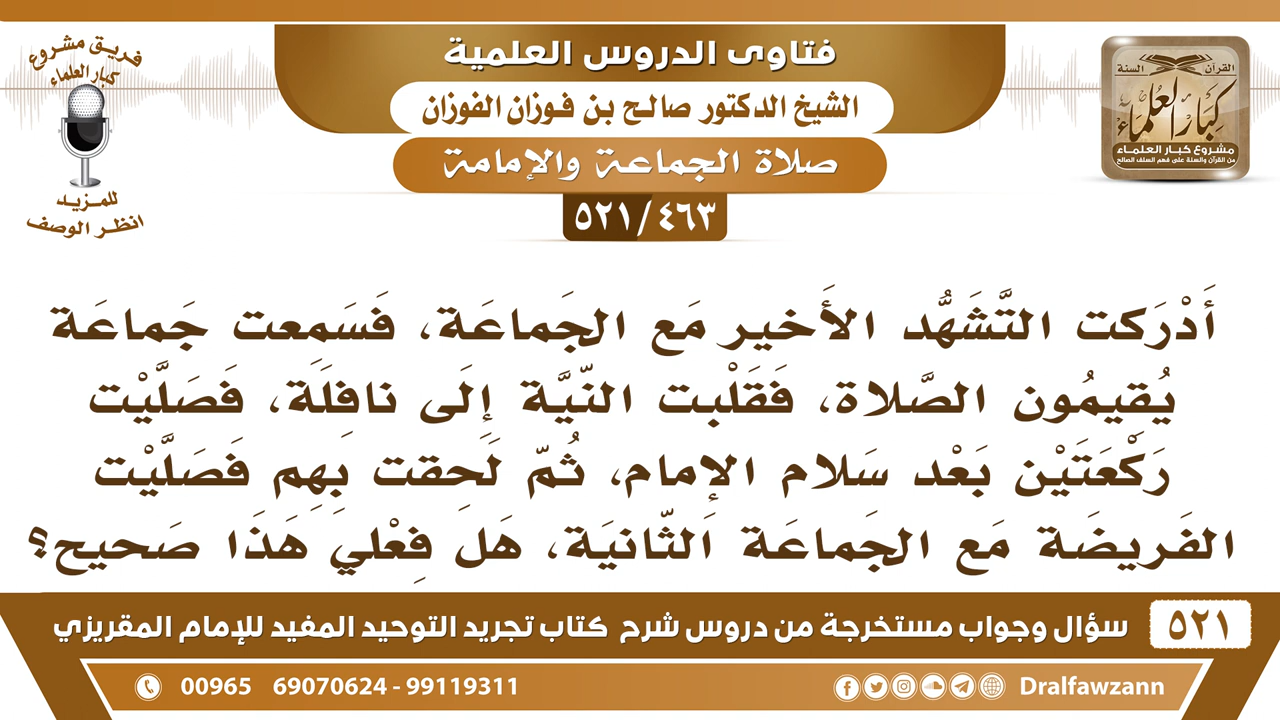 فريق مشروع
كبار العلماء
للمزيد
انظر الوصف
فتاوى الدروس العلمية
الشيخ الدكتور صالح بن فوزان الفوزان
صلاة الجماعة والإمامة
٥٢١/٤٦٣
القرآن السنة
كبار العلماء
مشروع كبار العلماء
من القرآن والسنة على فهم السلف الصالح
أَدْرَكت التَّشَهُّد الأَخير مَع الجَماعَة، فَسَمعت جَماعة
يُقيمُون الصَّلاة، فَقَلْبت النّيَّة إِلَى نافِلَة، فَصَلَّيْت
رَكْعَتَيْن بَعْد سَلام الإمام، ثُمّ لَحِقت بِهِم فَصَلَّيْت
الفَريضَة مَع الجَماعَة الثّانيَة، هَل فِعْلي هَذَا صَحيح؟
٥٢١ سؤال وجواب مستخرجة من دروس شرح كتاب تجريد التوحيد المفيد للإمام المقريزي
00965 69070624 - 99119311
Dralfawzann